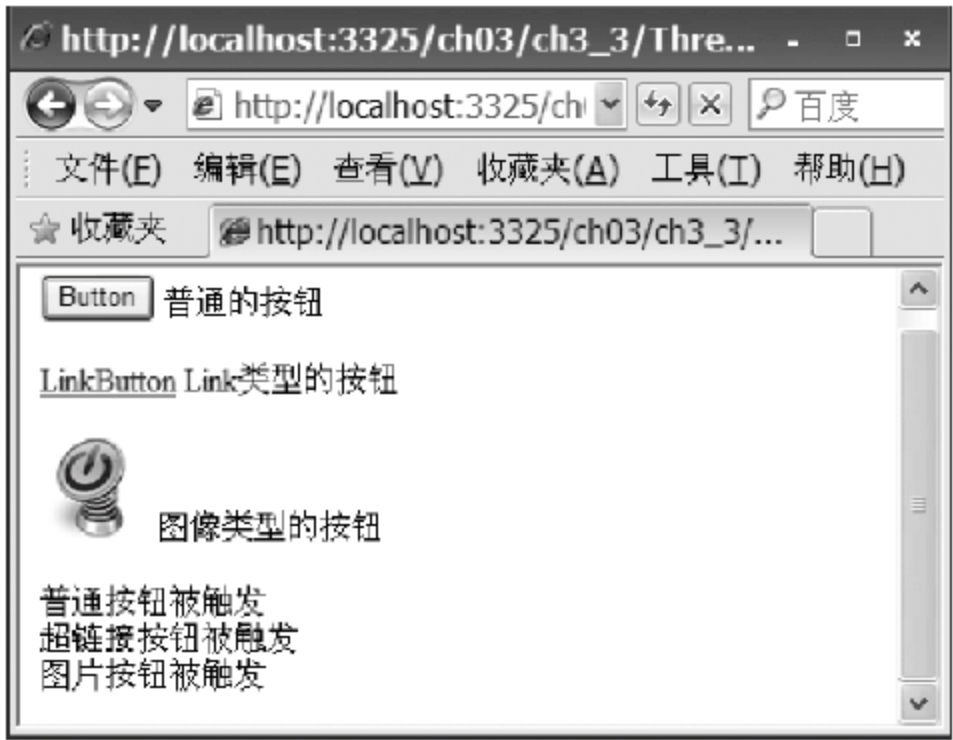 http://localhost:3325/ch03/ch3_3/Thre...
http://localhost:3325/ch 百度
文件(F) 编辑(E) 查看(V) 收藏夹(A) 工具(T) 帮助(H)
收藏夹 http://localhost:3325/ch03/ch3_3/...
Button 普通的按钮
LinkButton Link类型的按钮
图像类型的按钮
普通按钮被触发
超链接按钮被触发
图片按钮被触发